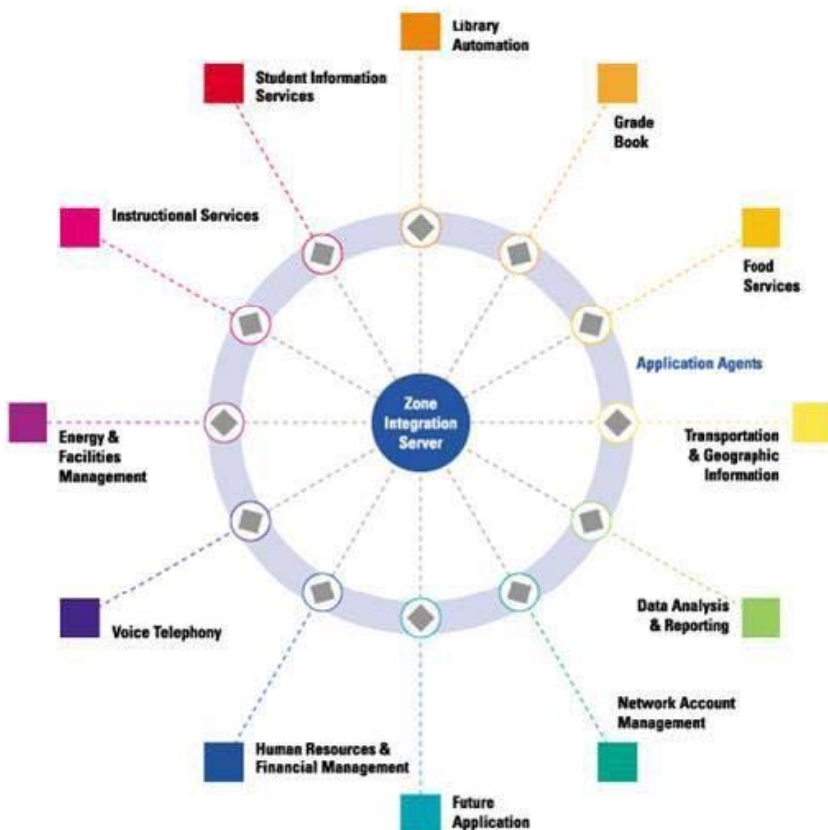 Library
Automation
Student Information
Services
Grade
Book
Instructional Services
Food
Services
Application Agents
Zone
Integration
Server
Energy &
Facilities
Management
Transportation
& Geographic
Information
Voice Telephony
Data Analysis
& Reporting
Network Account
Management
Human Resources &
Financial Management
Future
Application